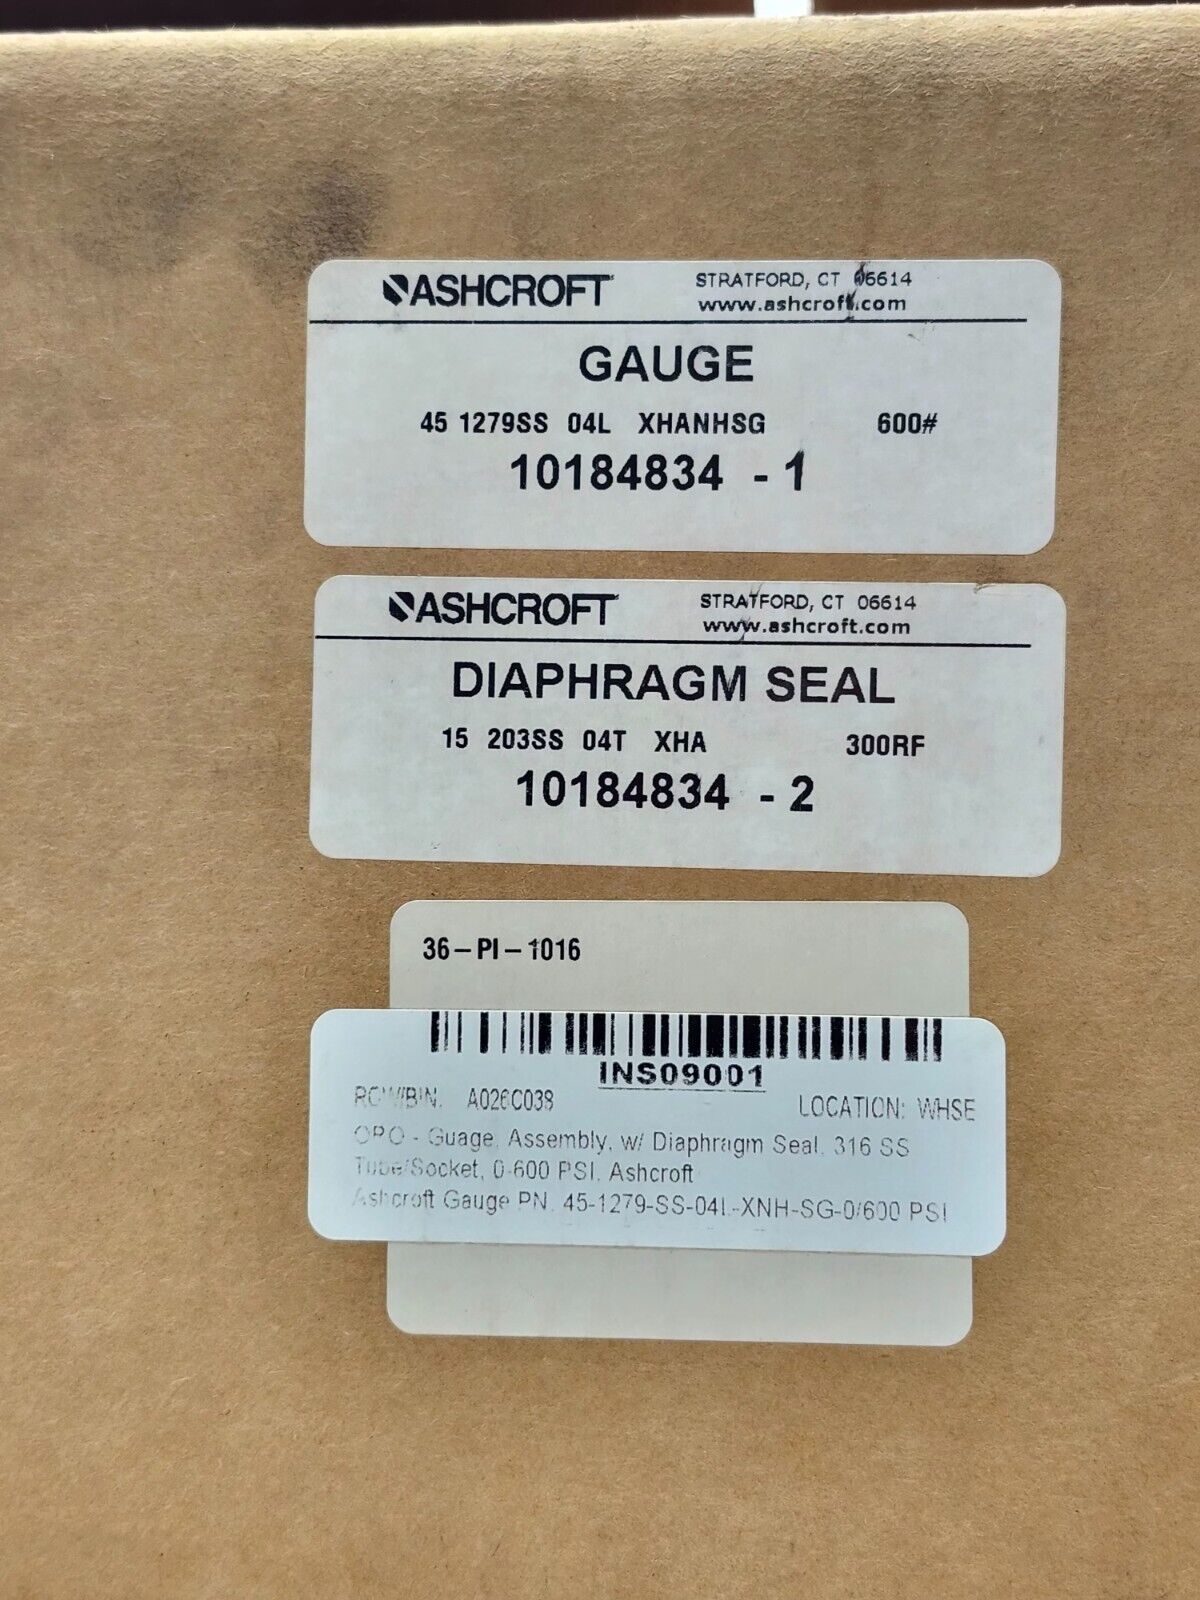 ASHCROFT STRATFORD, CT 06614
www.ashcroft.com
GAUGE
45 1279SS 04L XHANHSG 600#
10184834 - 1
ASHCROFT STRATFORD, CT 06614
www.ashcroft.com
DIAPHRAGM SEAL
15 203SS 04T XHA 300RF
10184834 - 2
36-PI-1016
INS09001
ROW/BIN: A026C038 LOCATION: WHSE
- Guage, Assembly, w/ Diaphragm Seal, 316 SS
Tube/Socket, 0-600 PSI, Ashcroft
Ashcroft Gauge PN. 45-1279-SS-04L-XNH-SG-0/600 PSI